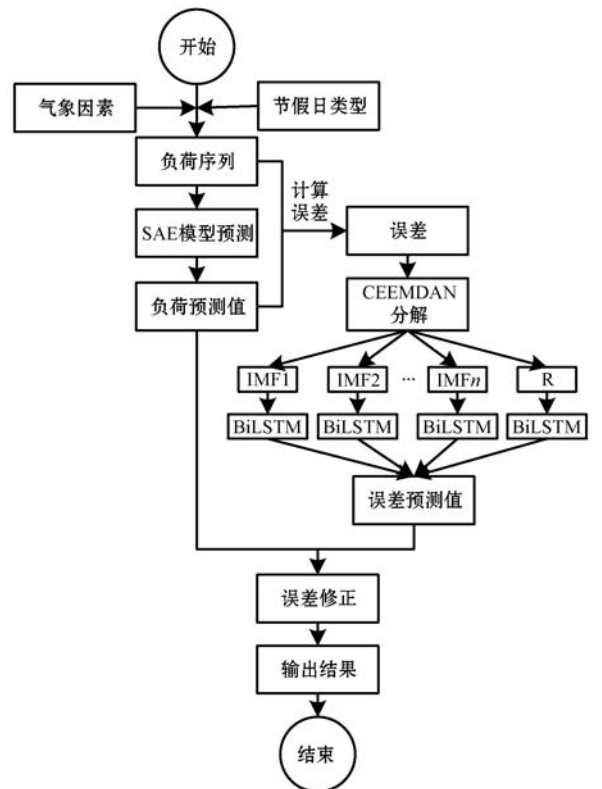 开始
气象因素
节假日类型
负荷序列
计算
误差
SAE模型预测
误差
负荷预测值
CEEMDAN
分解
IMF1
IMF2
...
IMFn
R
BiLSTM
BiLSTM
BiLSTM
BiLSTM
误差预测值
误差修正
输出结果
结束